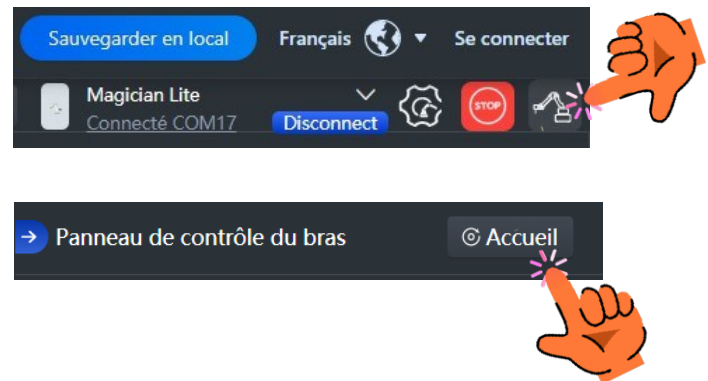 Sauvegarder en local Français Se connecter
Magician Lite
Connecté COM17 Disconnect STOP
Panneau de contrôle du bras Accueil